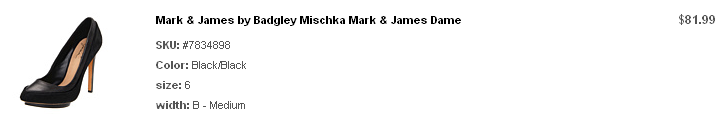 Mark & James by Badgley Mischka Mark & James Dame $81.99
SKU: #7834898
Color: Black/Black
size: 6
width: B - Medium